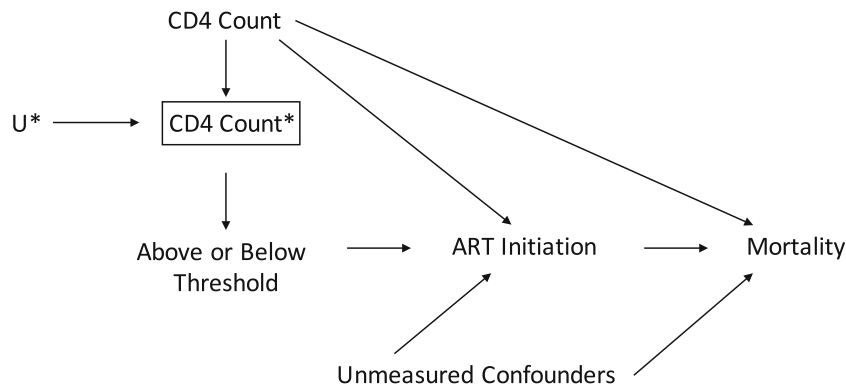 CD4 Count
U*
CD4 Count*
Above or Below
Threshold
ART Initiation
Mortality
Unmeasured Confounders